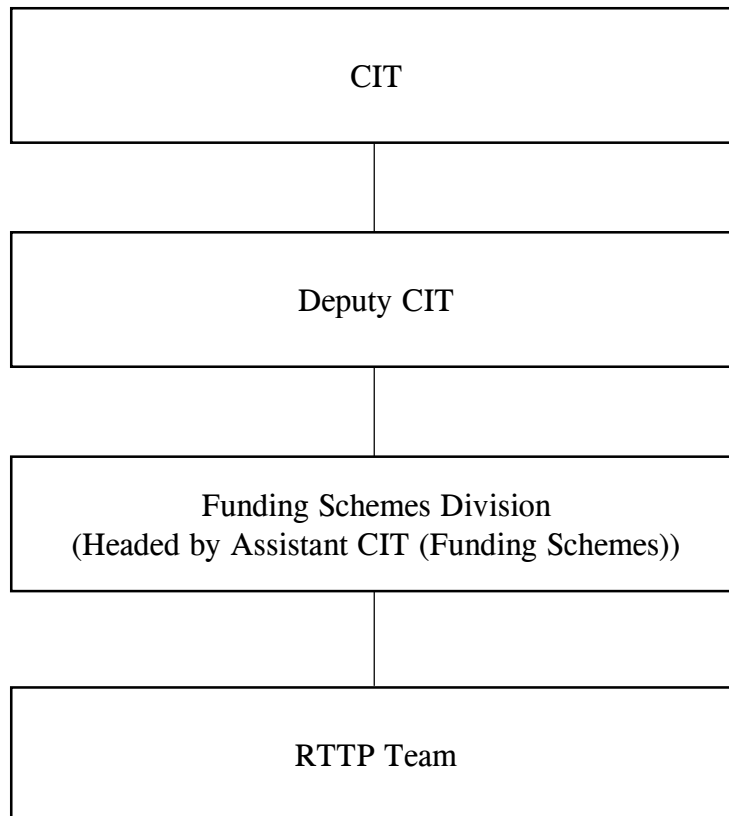 CIT
Deputy CIT
Funding Schemes Division
(Headed by Assistant CIT (Funding Schemes))
RTTP Team